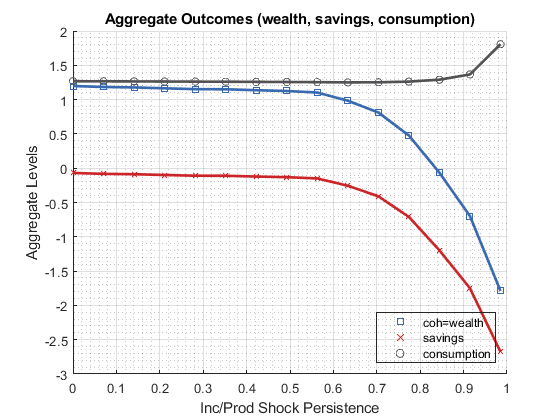 Aggregate Outcomes (wealth, savings, consumption)
2
1.5
1
0.5
0
-0.5
-1
-1.5
-2
-2.5
-3
Aggregate Levels
coh=wealth
savings
consumption
0 0.1 0.2 0.3 0.4 0.5 0.6 0.7 0.8 0.9 1
Inc/Prod Shock Persistence